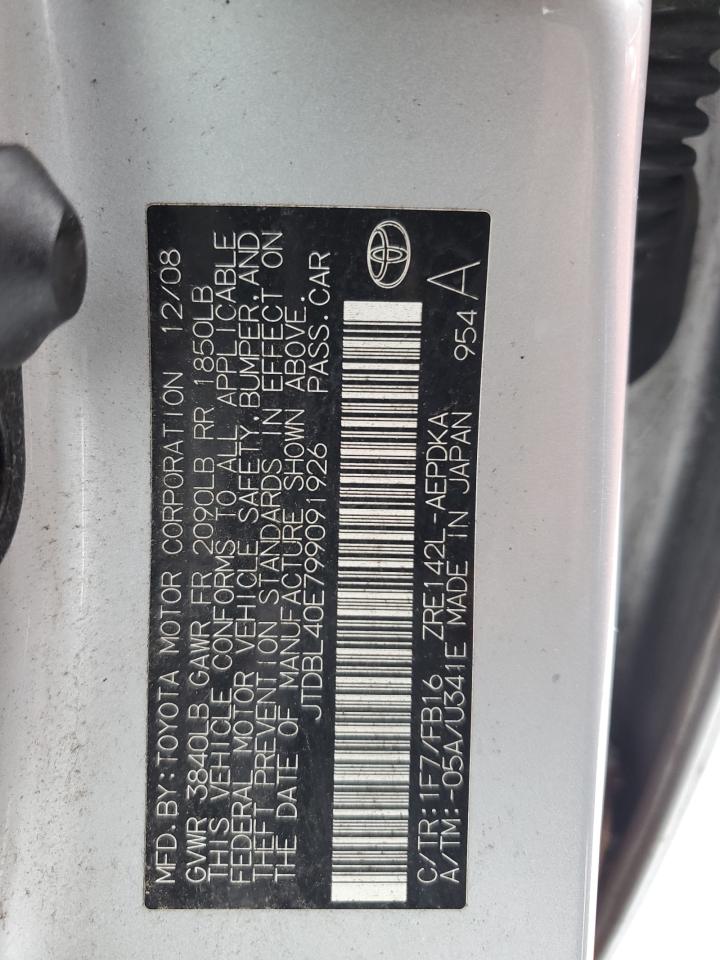 MFD. BY: TOYOTA MOTOR CORPORATION 12/08
GVWR 3840LB GAWR FR 2090LB RR 1850LB
THIS VEHICLE CONFORMS TO ALL APPLICABLE
FEDERAL MOTOR VEHICLE SAFETY, BUMPER, AND
THEFT PREVENTION STANDARDS IN EFFECT ON
THE DATE OF MANUFACTURE SHOWN ABOVE.
JTDBL40E799091926 PASS. CAR
C/TR: 1F7/FB16 ZRE142L-AEPDKA
A/TM: -05A/U341E MADE IN JAPAN 954 A